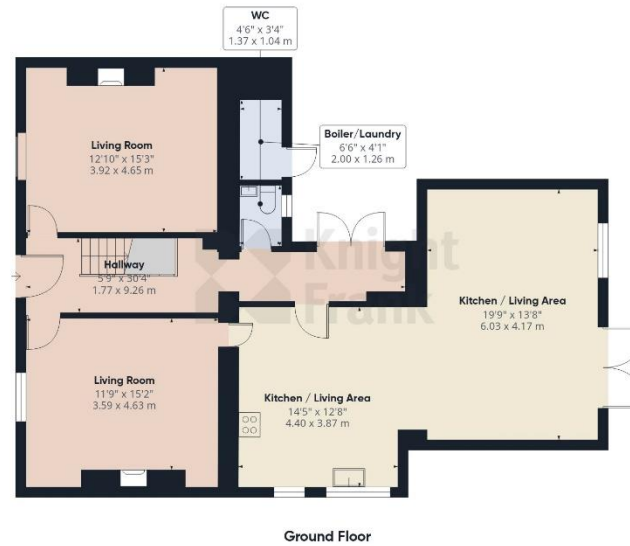 WC
4'6" x 3'4"
1.37 x 1.04 m
Boiler/Laundry
6'6" x 4'1"
2.00 x 1.26 m
Living Room
12'10" x 15'3"
3.92 x 4.65 m
Hallway
5'9" x 30'4"
1.77 x 9.26 m
Knight
Frank
Kitchen / Living Area
19'9" x 13'8"
6.03 x 4.17 m
Living Room
11'9" x 15'2"
3.59 x 4.63 m
Kitchen / Living Area
14'5" x 12'8"
4.40 x 3.87 m
Ground Floor